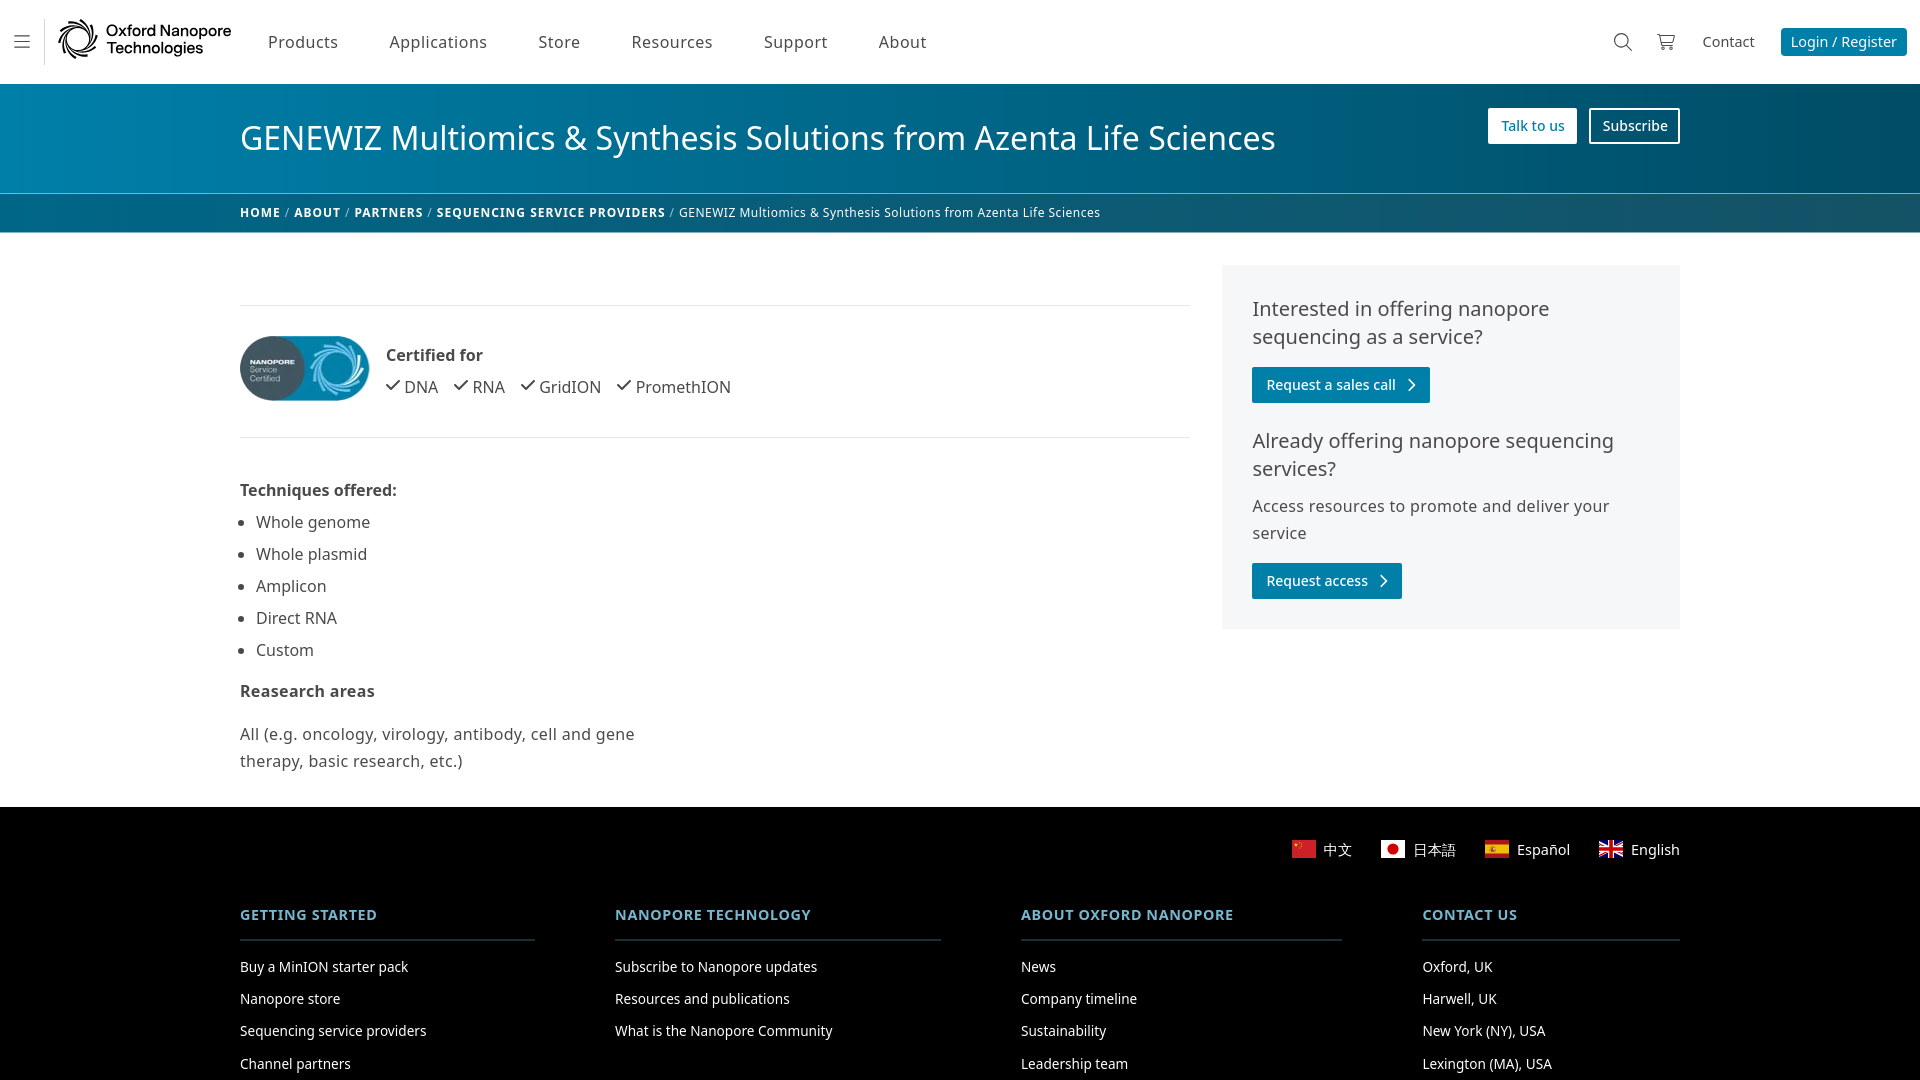 Oxford Nanopore
Technologies
Products
Applications
Store
Resources
Support
About
Contact
Login / Register
GENEWIZ Multiomics & Synthesis Solutions from Azenta Life Sciences
Talk to us
Subscribe
HOME / ABOUT / PARTNERS / SEQUENCING SERVICE PROVIDERS / GENEWIZ Multiomics & Synthesis Solutions from Azenta Life Sciences
NANOPORE
Service
Certified
Certified for
DNA
RNA
GridION
PromethION
Techniques offered:
Whole genome
Whole plasmid
Amplicon
Direct RNA
Custom
Reasearch areas
All (e.g. oncology, virology, antibody, cell and gene
therapy, basic research, etc.)
Interested in offering nanopore
sequencing as a service?
Request a sales call
Already offering nanopore sequencing
services?
Access resources to promote and deliver your
service
Request access
中文
日本語
Español
English
GETTING STARTED
Buy a MinION starter pack
Nanopore store
Sequencing service providers
Channel partners
NANOPORE TECHNOLOGY
Subscribe to Nanopore updates
Resources and publications
What is the Nanopore Community
ABOUT OXFORD NANOPORE
News
Company timeline
Sustainability
Leadership team
CONTACT US
Oxford, UK
Harwell, UK
New York (NY), USA
Lexington (MA), USA